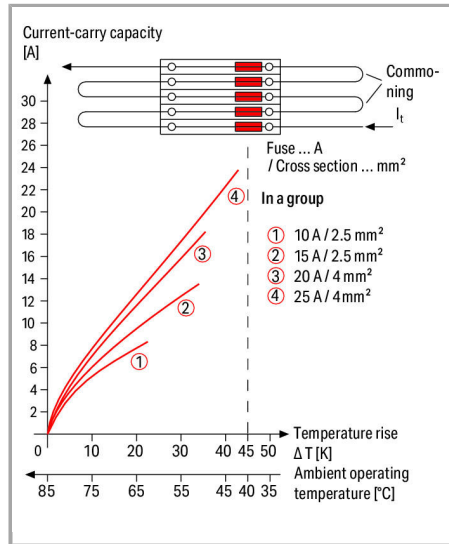 Current-carry capacity
[A]
Commo-
ning
I_t
30
28
26
24
22
20
18
16
14
12
10
8
6
4
2
Fuse ... A
/ Cross section ... mm²
In a group
① 10 A / 2.5 mm²
② 15 A / 2.5 mm²
③ 20 A / 4 mm²
④ 25 A / 4 mm²
④
③
②
①
0 10 20 30 40 45 50
Temperature rise
Δ T [K]
85 75 65 55 45 40 35
Ambient operating
temperature [°C]